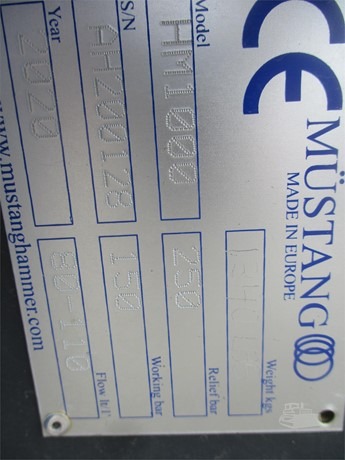 CE MÜSTANG
MADE IN EUROPE
Model HM1000 Weight kgs
S/N Relief bar 250
Year 2020 Working bar 150
Flow lt/1' 80-110
www.mustanghammer.com